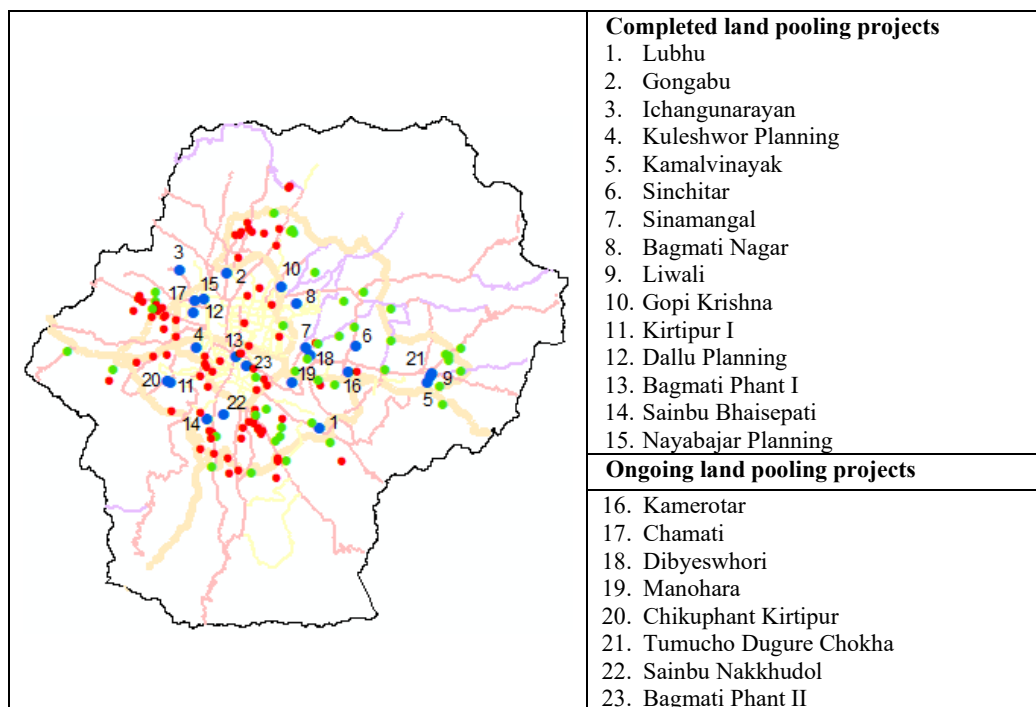 3
2
10
15
17
8
12
4
13
7
6
18
23
21
20
11
19
16
9
5
22
14
1
Completed land pooling projects
1. Lubhu
2. Gongabu
3. Ichangunarayan
4. Kuleshwor Planning
5. Kamalvinayak
6. Sinchitar
7. Sinamangal
8. Bagmati Nagar
9. Liwali
10. Gopi Krishna
11. Kirtipur I
12. Dallu Planning
13. Bagmati Phant I
14. Sainbu Bhaisepati
15. Nayabajar Planning
Ongoing land pooling projects
16. Kamerotar
17. Chamati
18. Dibyeswhori
19. Manohara
20. Chikuphant Kirtipur
21. Tumucho Dugure Chokha
22. Sainbu Nakkhudol
23. Bagmati Phant II